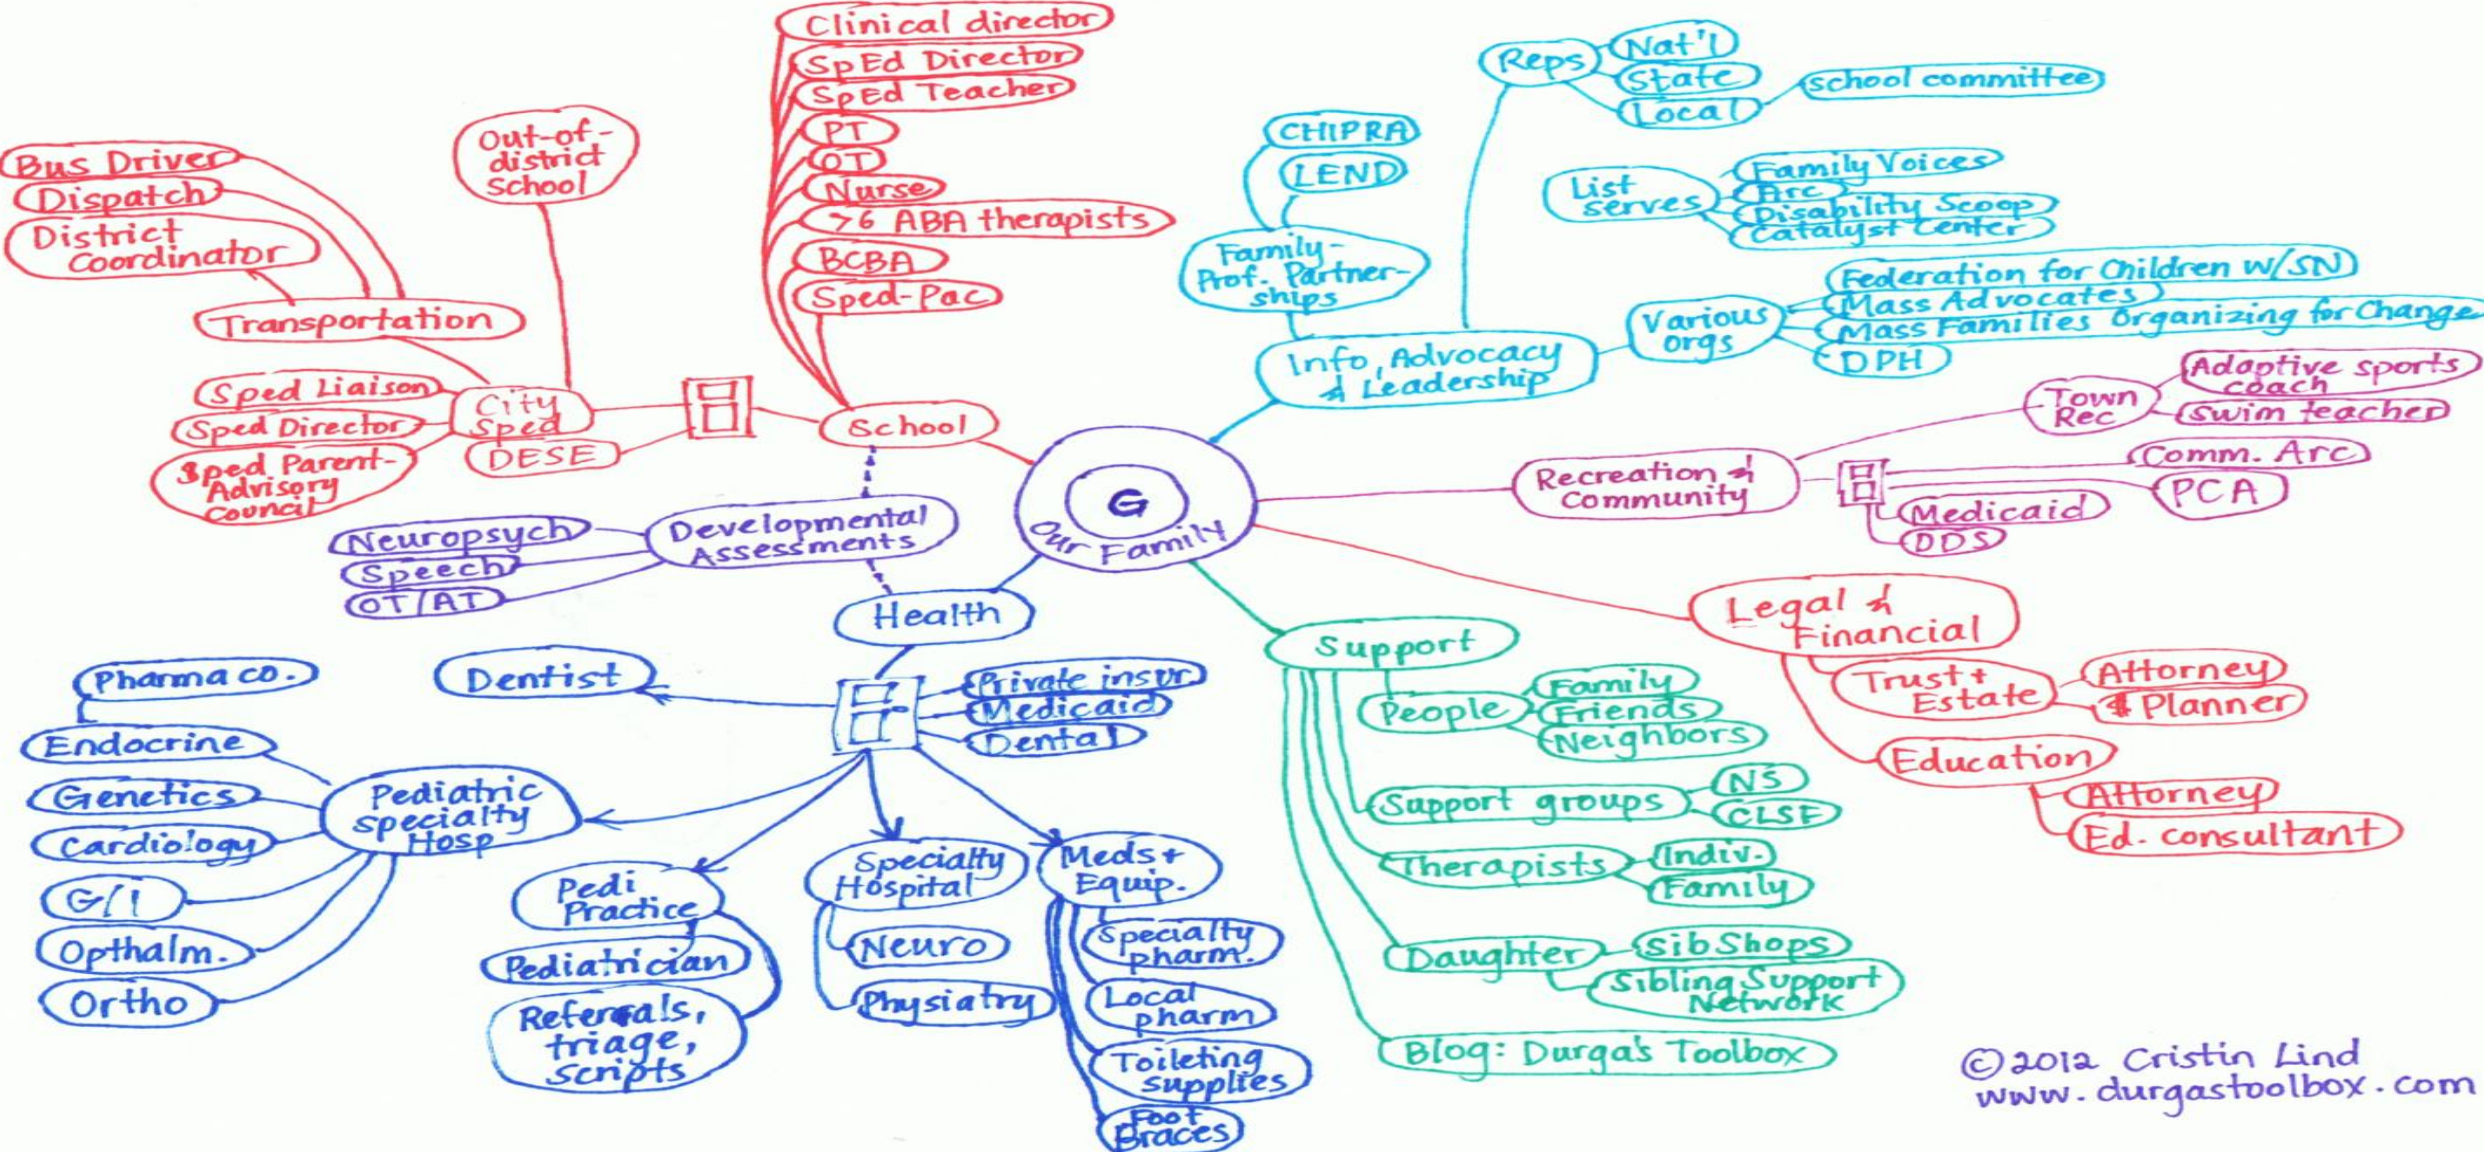 Clinical director
SpEd Director
SpEd Teacher
PT
OT
Nurse
>6 ABA therapists
BCBA
Sped-Pac
School
Out-of-
district
School
Bus Driver
Dispatch
District
Coordinator
Transportation
Sped Liaison
Sped Director
Sped Parent-
Advisory
Council
City
Sped
DESE
Reps
Nat'l
State
Local
school committee
CHIPRA
LEND
Family-
Prof. Partner-
ships
List
serves
Family Voices
Arc
Disability Scoop
Catalyst Center
Info, Advocacy
& Leadership
Various
orgs
Federation for Children w/SN
Mass Advocates
Mass Families Organizing for Change
DPH
G
Our Family
Recreation &
Community
Town
Rec
Adaptive sports
coach
Swim teacher
Comm. Arc
PCA
Medicaid
DDS
Developmental
Assessments
Neuropsych
Speech
OT/AT
Health
Dentist
Private insur
Medicaid
Dental
Pharma co.
Endocrine
Genetics
Cardiology
G/I
Opthalm.
Ortho
Pediatric
Specialty
Hosp
Pedi
Practice
Pediatrician
Referrals,
triage,
scripts
Specialty
Hospital
Neuro
Physiatry
Meds +
Equip.
Specialty
pharm.
Local
pharm
Toileting
supplies
Foot
Braces
Support
People
Family
Friends
Neighbors
Support groups
NS
CLSF
Therapists
Indiv.
Family
Daughter
SibShops
Sibling Support
Network
Blog: Durga's Toolbox
Legal &
Financial
Trust +
Estate
Attorney
$ Planner
Education
Attorney
Ed. consultant
©2012 Cristin Lind
www.durgastoolbox.com